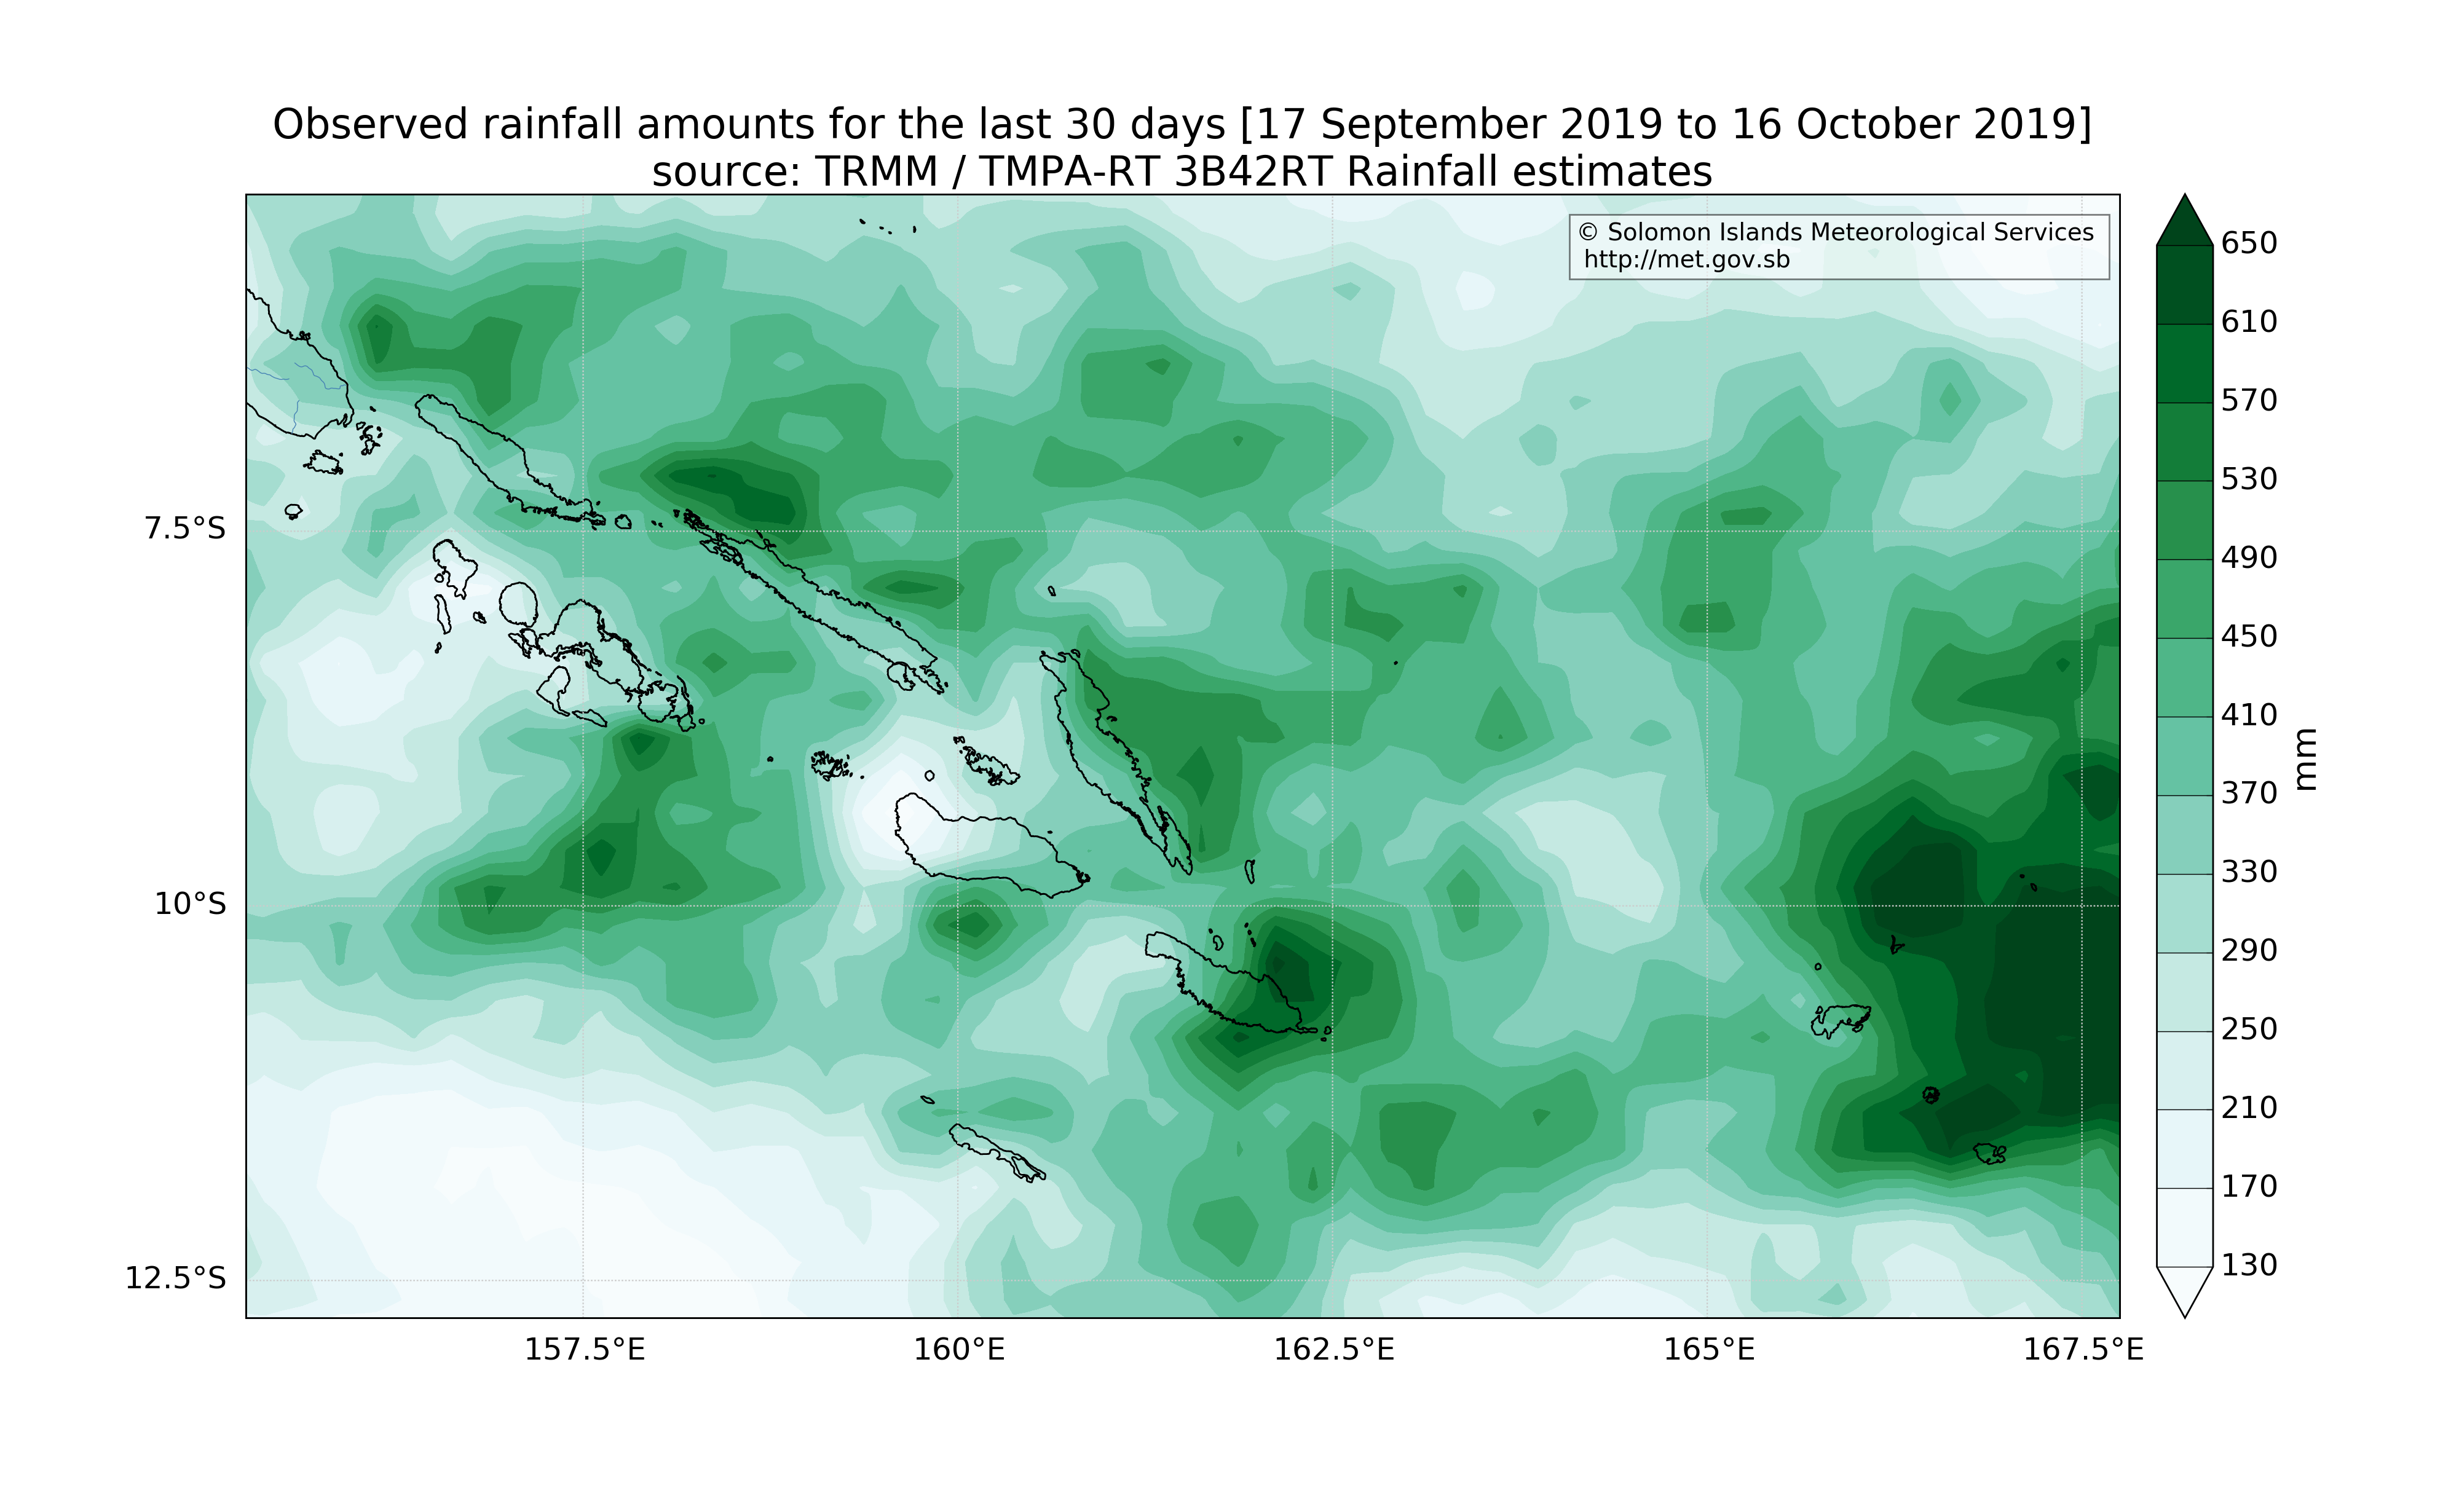 Observed rainfall amounts for the last 30 days [17 September 2019 to 16 October 2019]
source: TRMM / TMPA-RT 3B42RT Rainfall estimates
© Solomon Islands Meteorological Services
http://met.gov.sb
7.5°S
10°S
12.5°S
157.5°E
160°E
162.5°E
165°E
167.5°E
650
610
570
530
490
450
410
370
330
290
250
210
170
130
mm